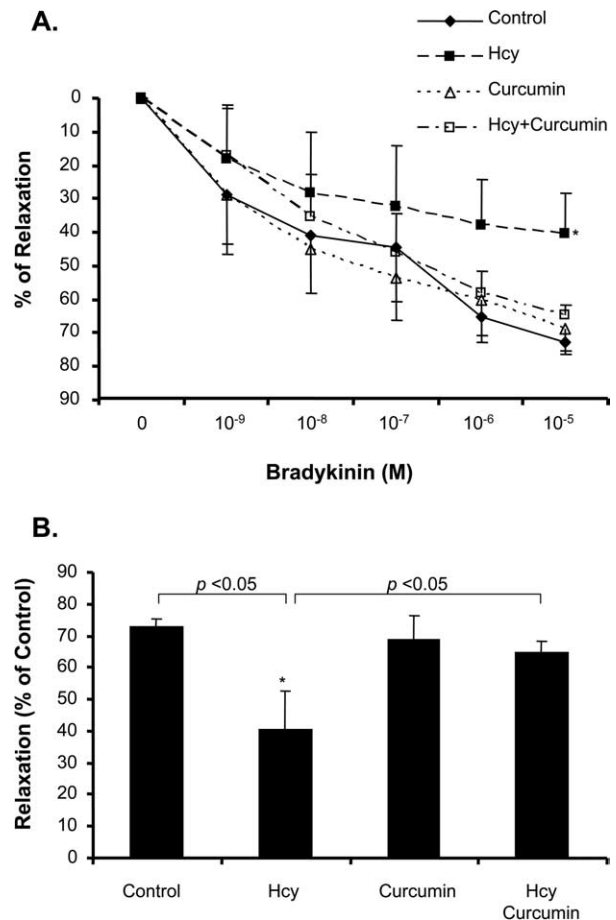 A.
Control
Hcy
Curcumin
Hcy+Curcumin
% of Relaxation
0
10
20
30
40
50
60
70
80
90
*
0 10⁻⁹ 10⁻⁸ 10⁻⁷ 10⁻⁶ 10⁻⁵
Bradykinin (M)
B.
Relaxation (% of Control)
90
80
70
60
50
40
30
20
10
0
p <0.05 p <0.05
*
Control Hcy Curcumin Hcy
Curcumin